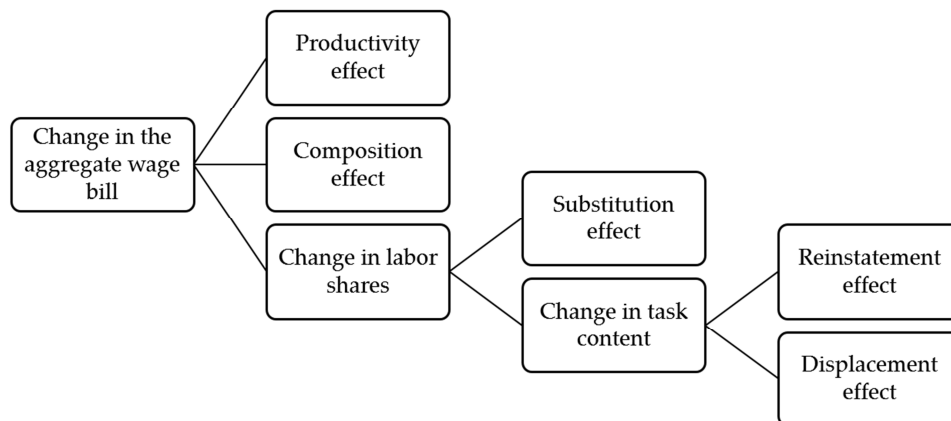 Productivity
effect
Change in the
aggregate wage
bill
Composition
effect
Change in labor
shares
Substitution
effect
Change in task
content
Reinstatement
effect
Displacement
effect